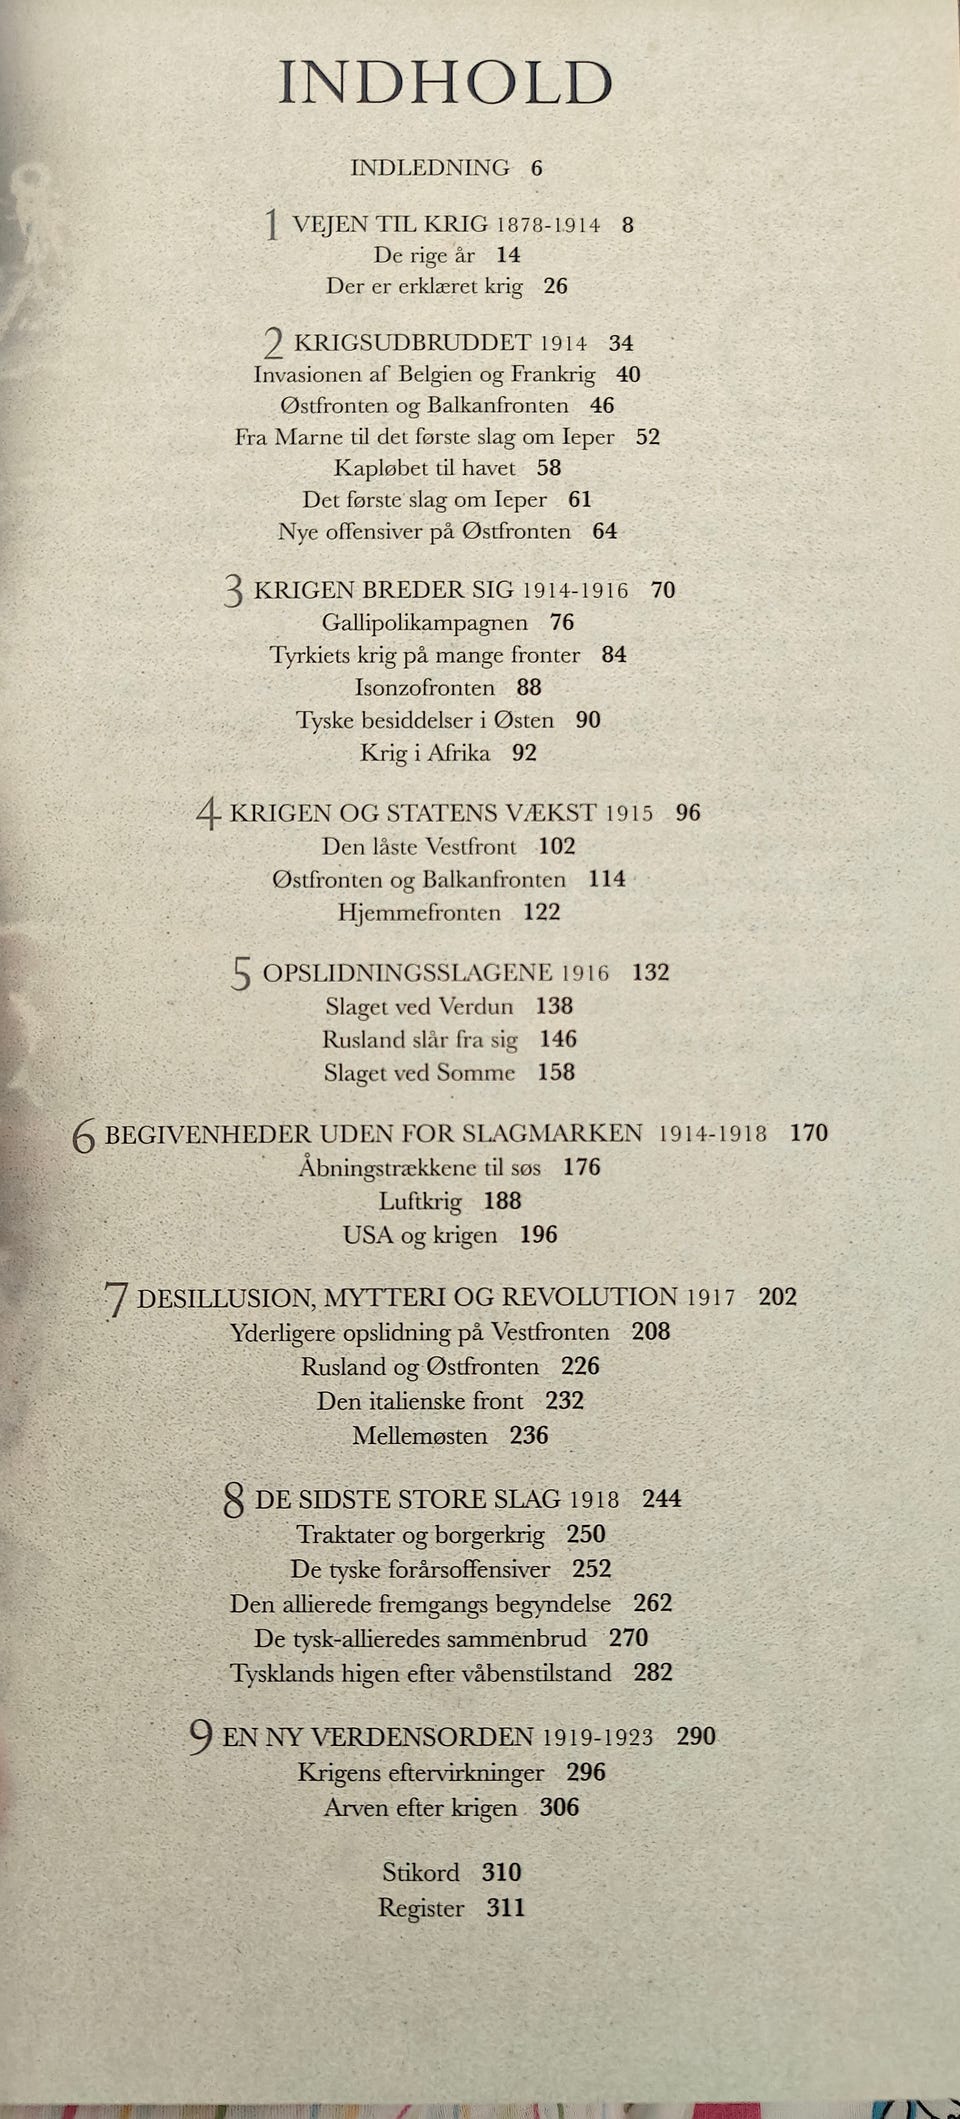 INDHOLD
INDLEDNING 6
1 VEJEN TIL KRIG 1878-1914 8
De rige år 14
Der er erklæret krig 26
2 KRIGSUDBRUDDET 1914 34
Invasionen af Belgien og Frankrig 40
Østfronten og Balkanfronten 46
Fra Marne til det første slag om Ieper 52
Kapløbet til havet 58
Det første slag om Ieper 61
Nye offensiver på Østfronten 64
3 KRIGEN BREDER SIG 1914-1916 70
Gallipolikampagnen 76
Tyrkiets krig på mange fronter 84
Isonzofronten 88
Tyske besiddelser i Østen 90
Krig i Afrika 92
4 KRIGEN OG STATENS VÆKST 1915 96
Den låste Vestfront 102
Østfronten og Balkanfronten 114
Hjemmefronten 122
5 OPSLIDNINGSSLAGENE 1916 132
Slaget ved Verdun 138
Rusland slår fra sig 146
Slaget ved Somme 158
6 BEGIVENHEDER UDEN FOR SLAGMARKEN 1914-1918 170
Åbningstrækkene til søs 176
Luftkrig 188
USA og krigen 196
7 DESILLUSION, MYTTERI OG REVOLUTION 1917 202
Yderligere opslidning på Vestfronten 208
Rusland og Østfronten 226
Den italienske front 232
Mellemøsten 236
8 DE SIDSTE STORE SLAG 1918 244
Traktater og borgerkrig 250
De tyske forårsoffensiver 252
Den allierede fremgangs begyndelse 262
De tysk-allieredes sammenbrud 270
Tysklands higen efter våbenstilstand 282
9 EN NY VERDENSORDEN 1919-1923 290
Krigens eftervirkninger 296
Arven efter krigen 306
Stikord 310
Register 311